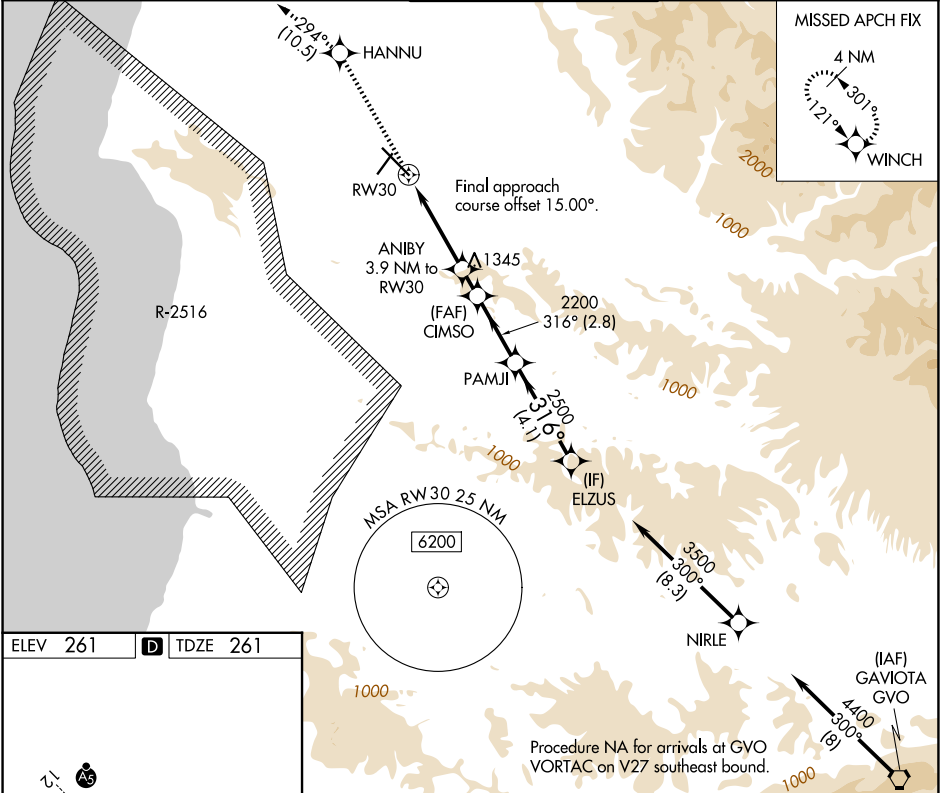 MISSED APCH FIX
4 NM
301°
121°
WINCH
294°
(10.5)
HANNU
2000
RW30
Final approach
course offset 15.00°.
1000
ANIBY
3.9 NM to
RW30
1345
(FAF)
CIMSO
2200
316° (2.8)
R-2516
PAMJI
1000
2500
316°
(4.1)
1000
(IF)
ELZUS
MSA RW30 25 NM
6200
3500
300°
(8.3)
NIRLE
ELEV 261
D
TDZE 261
(IAF)
GAVIOTA
GVO
1000
4400
300°
(8)
Procedure NA for arrivals at GVO
VORTAC on V27 southeast bound.
1000
12
A5